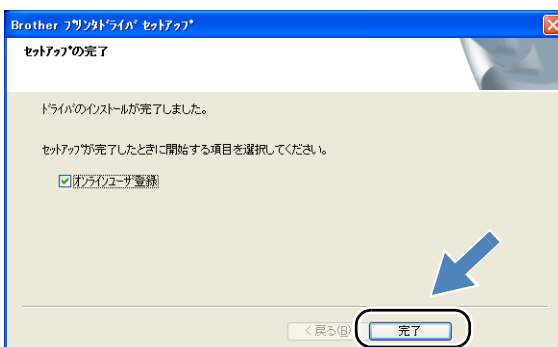 Brother プリンタドライバ セットアップ
セットアップの完了
ドライバのインストールが完了しました。
セットアップが完了したときに開始する項目を選択してください。
オンラインユーザ登録
< 戻る(B)
完了